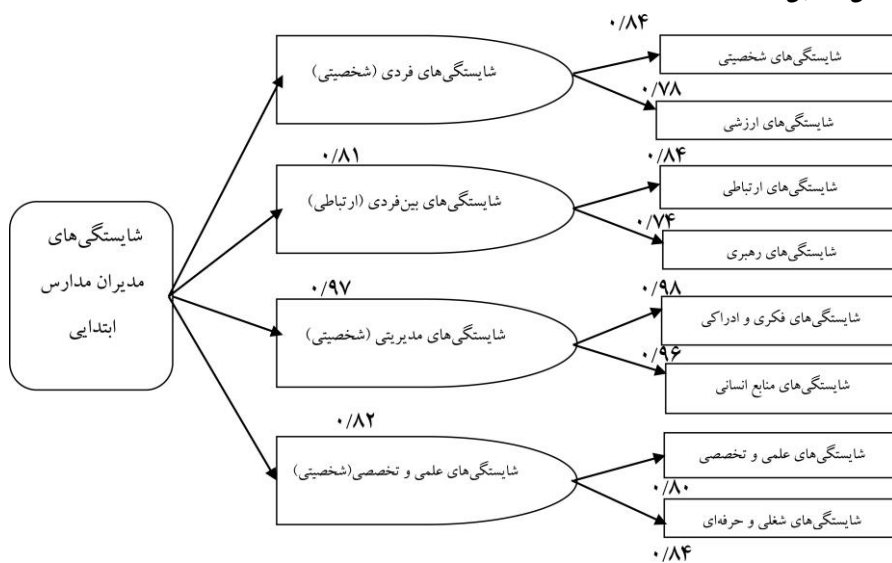 ۰/۸۴
شایستگی‌های فردی (شخصیتی)
شایستگی‌های شخصیتی
۰/۷۸
شایستگی‌های ارزشی
۰/۸۱
۰/۸۴
شایستگی‌های بین‌فردی (ارتباطی)
شایستگی‌های ارتباطی
۰/۷۴
شایستگی‌های رهبری
شایستگی‌های
مدیران مدارس
ابتدایی
۰/۹۷
۰/۹۸
شایستگی‌های مدیریتی (شخصیتی)
شایستگی‌های فکری و ادراکی
۰/۹۶
شایستگی‌های منابع انسانی
۰/۸۲
شایستگی‌های علمی و تخصصی(شخصیتی)
شایستگی‌های علمی و تخصصی
۰/۸۰
شایستگی‌های شغلی و حرفه‌ای
۰/۸۴